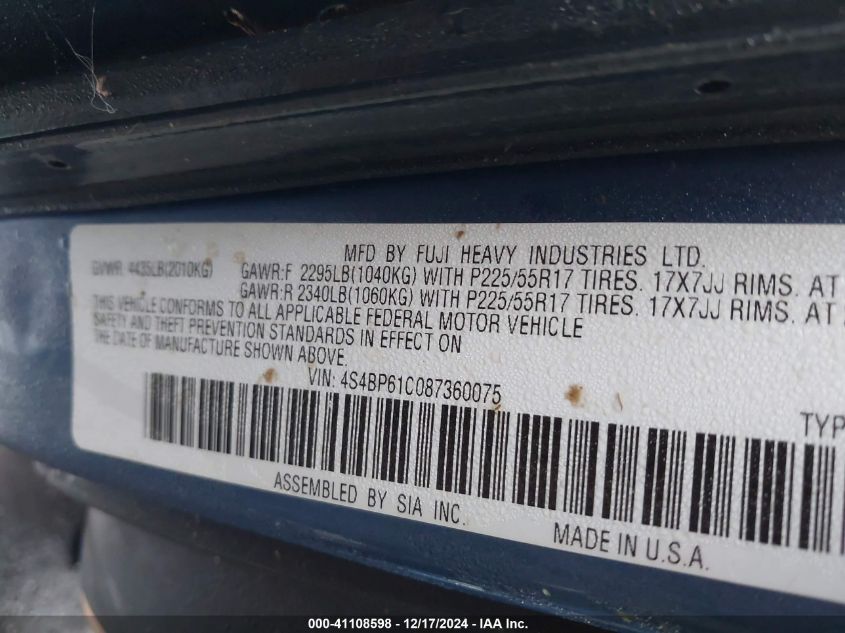 MFD BY FUJI HEAVY INDUSTRIES LTD.
GVWR 4435LB(2010KG) GAWR:F 2295LB(1040KG) WITH P225/55R17 TIRES. 17X7JJ RIMS. AT
GAWR:R 2340LB(1060KG) WITH P225/55R17 TIRES. 17X7JJ RIMS. AT
THIS VEHICLE CONFORMS TO ALL APPLICABLE FEDERAL MOTOR VEHICLE
SAFETY AND THEFT PREVENTION STANDARDS IN EFFECT ON
THE DATE OF MANUFACTURE SHOWN ABOVE.
VIN: 4S4BP61C087360075
TYP
ASSEMBLED BY SIA INC.
MADE IN U.S.A.
000-41108598 - 12/17/2024 - IAA Inc.